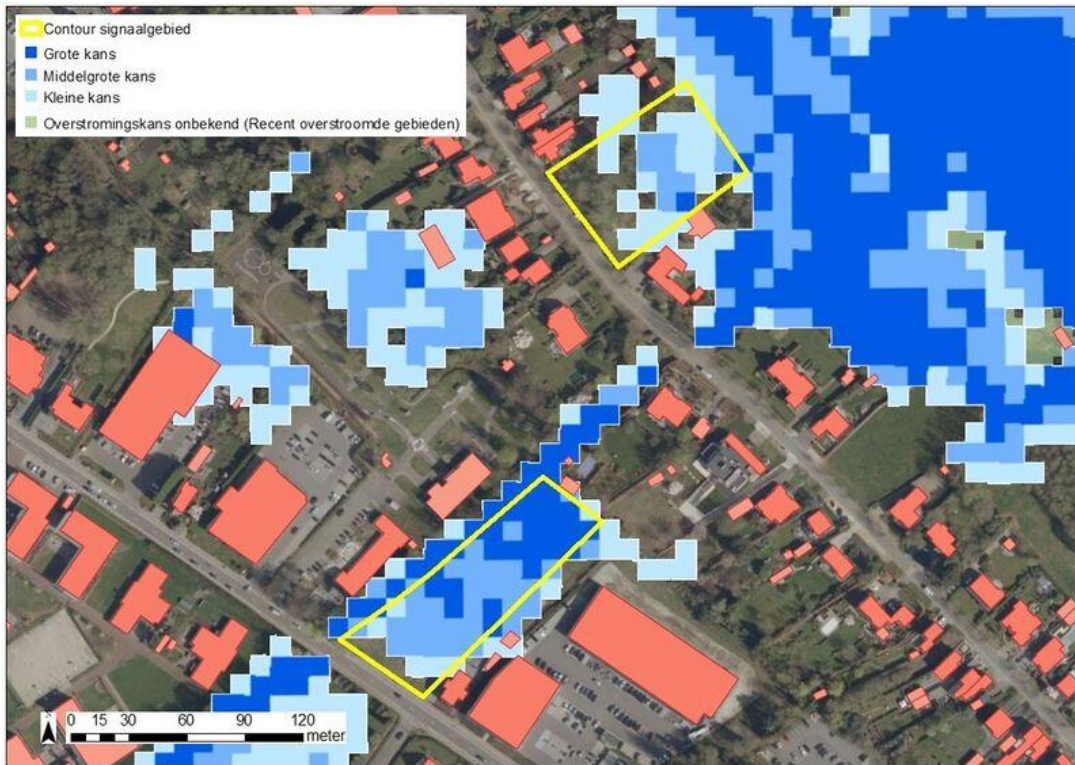 Contour signaalgebied
Grote kans
Middelgrote kans
Kleine kans
Overstromingskans onbekend (Recent overstroomde gebieden)
0 15 30 60 90 120
meter